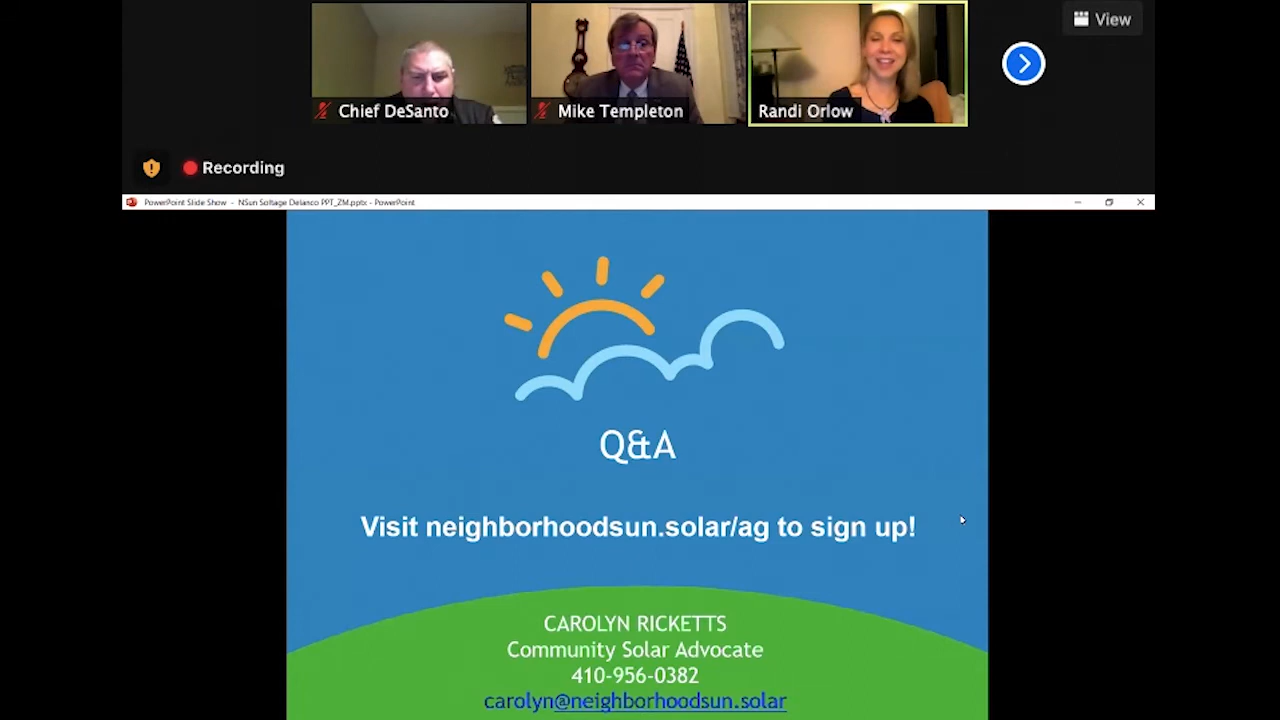 View
Chief DeSanto
Mike Templeton
Randi Orlow
Recording
PowerPoint Slide Show - NSun Soltage Delanco PPT_ZM.pptx - PowerPoint
Q&A
Visit neighborhoodsun.solar/ag to sign up!
CAROLYN RICKETTS
Community Solar Advocate
410-956-0382
carolyn@neighborhoodsun.solar